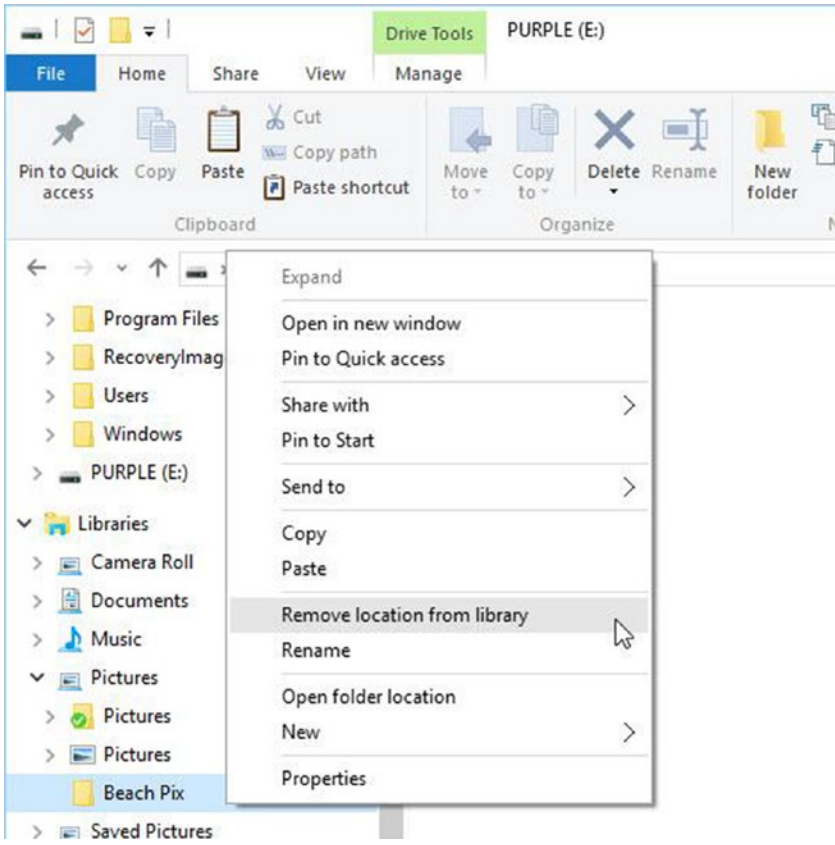 Drive Tools PURPLE (E:)
File Home Share View Manage
Pin to Quick access
Copy
Paste
Cut
Copy path
Paste shortcut
Move to
Copy to
Delete
Rename
New folder
Clipboard
Organize
Program Files
RecoveryImag
Users
Windows
PURPLE (E:)
Libraries
Camera Roll
Documents
Music
Pictures
Pictures
Pictures
Beach Pix
Saved Pictures
Expand
Open in new window
Pin to Quick access
Share with
Pin to Start
Send to
Copy
Paste
Remove location from library
Rename
Open folder location
New
Properties